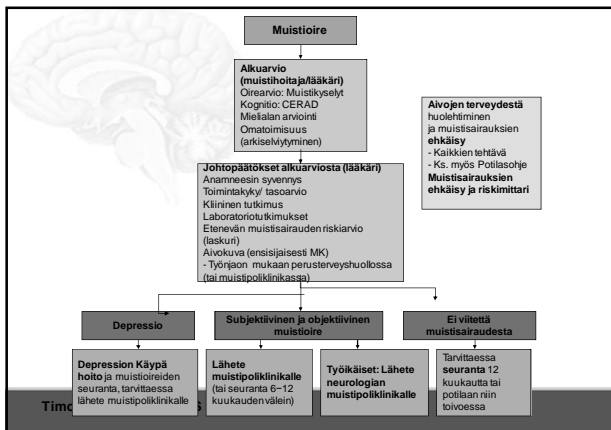 Muistioire
Alkuarvio
(muistihoitaja/lääkäri)
Oirearvio: Muistikyselyt
Kognitio: CERAD
Mielialan arviointi
Omatoimisuus
(arkiselviytyminen)
Aivojen terveydestä
huolehtiminen
ja muistisairauksien
ehkäisy
- Kaikkien tehtävä
- Ks. myös Potilasohje
Muistisairauksien
ehkäisy ja riskimittari
Johtopäätökset alkuarviosta (lääkäri)
Anamneesin syvennys
Toimintakyky/ tasoarvio
Kliininen tutkimus
Laboratoriotutkimukset
Etenevän muistisairauden riskiarvio
(laskuri)
Aivokuva (ensisijaisesti MK)
- Työnjaon mukaan perusterveyshuollossa
(tai muistipoliklinikassa)
Depressio
Subjektiivinen ja objektiivinen
muistioire
Ei viitettä
muistisairaudesta
Depression Käypä
hoito ja muistioireiden
seuranta, tarvittaessa
lähete muistipoliklinikalle
Lähete
muistipoliklinikalle
(tai seuranta 6–12
kuukauden välein)
Työikäiset: Lähete
neurologian
muistipoliklinikalle
Tarvittaessa
seuranta 12
kuukautta tai
potilaan niin
toivoessa